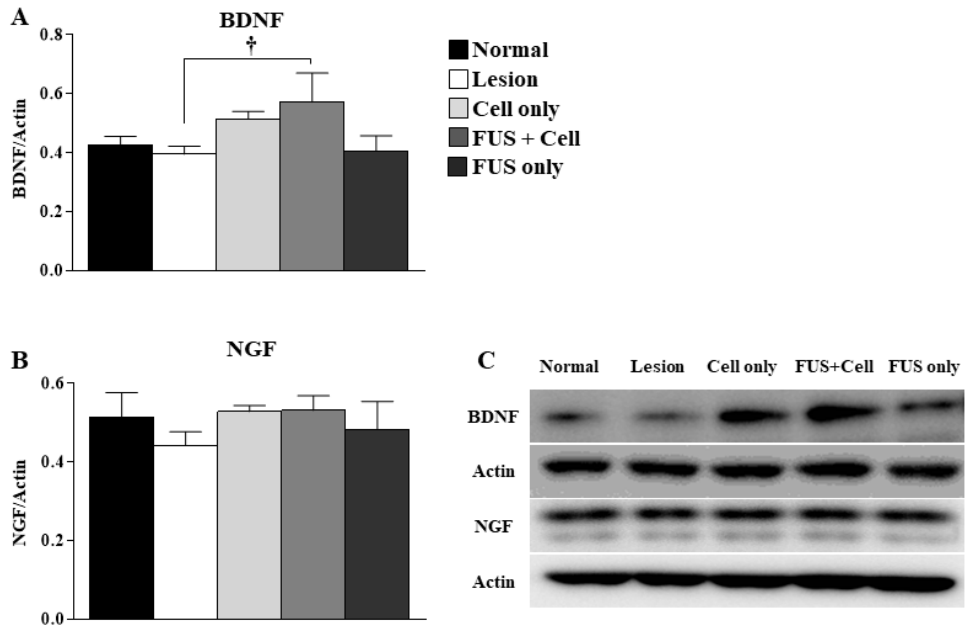 A
BDNF
†
0.8
0.6
0.4
0.2
0.0
BDNF/Actin
Normal
Lesion
Cell only
FUS + Cell
FUS only
B
NGF
0.6
0.4
0.2
0.0
NGF/Actin
C
Normal Lesion Cell only FUS+Cell FUS only
BDNF
Actin
NGF
Actin